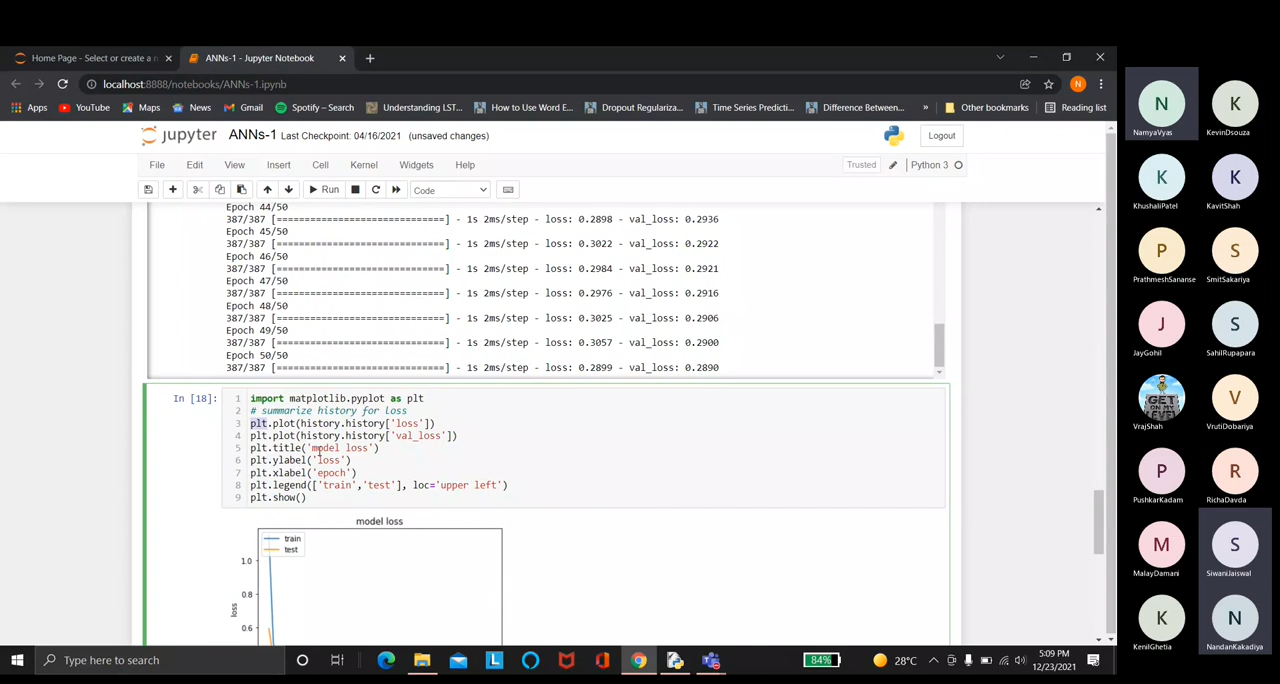 Home Page - Select or create a n
ANNs-1 - Jupyter Notebook
localhost:8888/notebooks/ANNs-1.ipynb
N
Apps
YouTube
Maps
News
Gmail
Spotify – Search
Understanding LST...
How to Use Word E...
Dropout Regulariza...
Time Series Predicti...
Difference Between...
»
Other bookmarks
Reading list
jupyter ANNs-1 Last Checkpoint: 04/16/2021 (unsaved changes)
Logout
File Edit View Insert Cell Kernel Widgets Help
Trusted
Python 3
Run
Code
Epoch 44/50
387/387 [==============================] - 1s 2ms/step - loss: 0.2898 - val_loss: 0.2936
Epoch 45/50
387/387 [==============================] - 1s 2ms/step - loss: 0.3022 - val_loss: 0.2922
Epoch 46/50
387/387 [==============================] - 1s 2ms/step - loss: 0.2984 - val_loss: 0.2921
Epoch 47/50
387/387 [==============================] - 1s 2ms/step - loss: 0.2976 - val_loss: 0.2916
Epoch 48/50
387/387 [==============================] - 1s 2ms/step - loss: 0.3025 - val_loss: 0.2906
Epoch 49/50
387/387 [==============================] - 1s 2ms/step - loss: 0.3057 - val_loss: 0.2900
Epoch 50/50
387/387 [==============================] - 1s 2ms/step - loss: 0.2899 - val_loss: 0.2890
In [18]:
1 import matplotlib.pyplot as plt
2 # summarize history for loss
3 plt.plot(history.history['loss'])
4 plt.plot(history.history['val_loss'])
5 plt.title('model loss')
6 plt.ylabel('loss')
7 plt.xlabel('epoch')
8 plt.legend(['train','test'], loc='upper left')
9 plt.show()
model loss
train
test
1.0
0.8
0.6
loss
Type here to search
L
84%
28°C
5:09 PM
12/23/2021
N
NamyaVyas
K
KevinDsouza
K
KhushaliPatel
K
KavitShah
P
PrathmeshSananse
S
SmitSakariya
J
JayGohil
S
SahilRupapara
GET
ON MY
LEVEL
VrajShah
V
VrutiDobariya
P
PushkarKadam
R
RichaDavda
M
MalayDamani
S
SiwaniJaiswal
K
KenilGhetia
N
NandanKakadiya